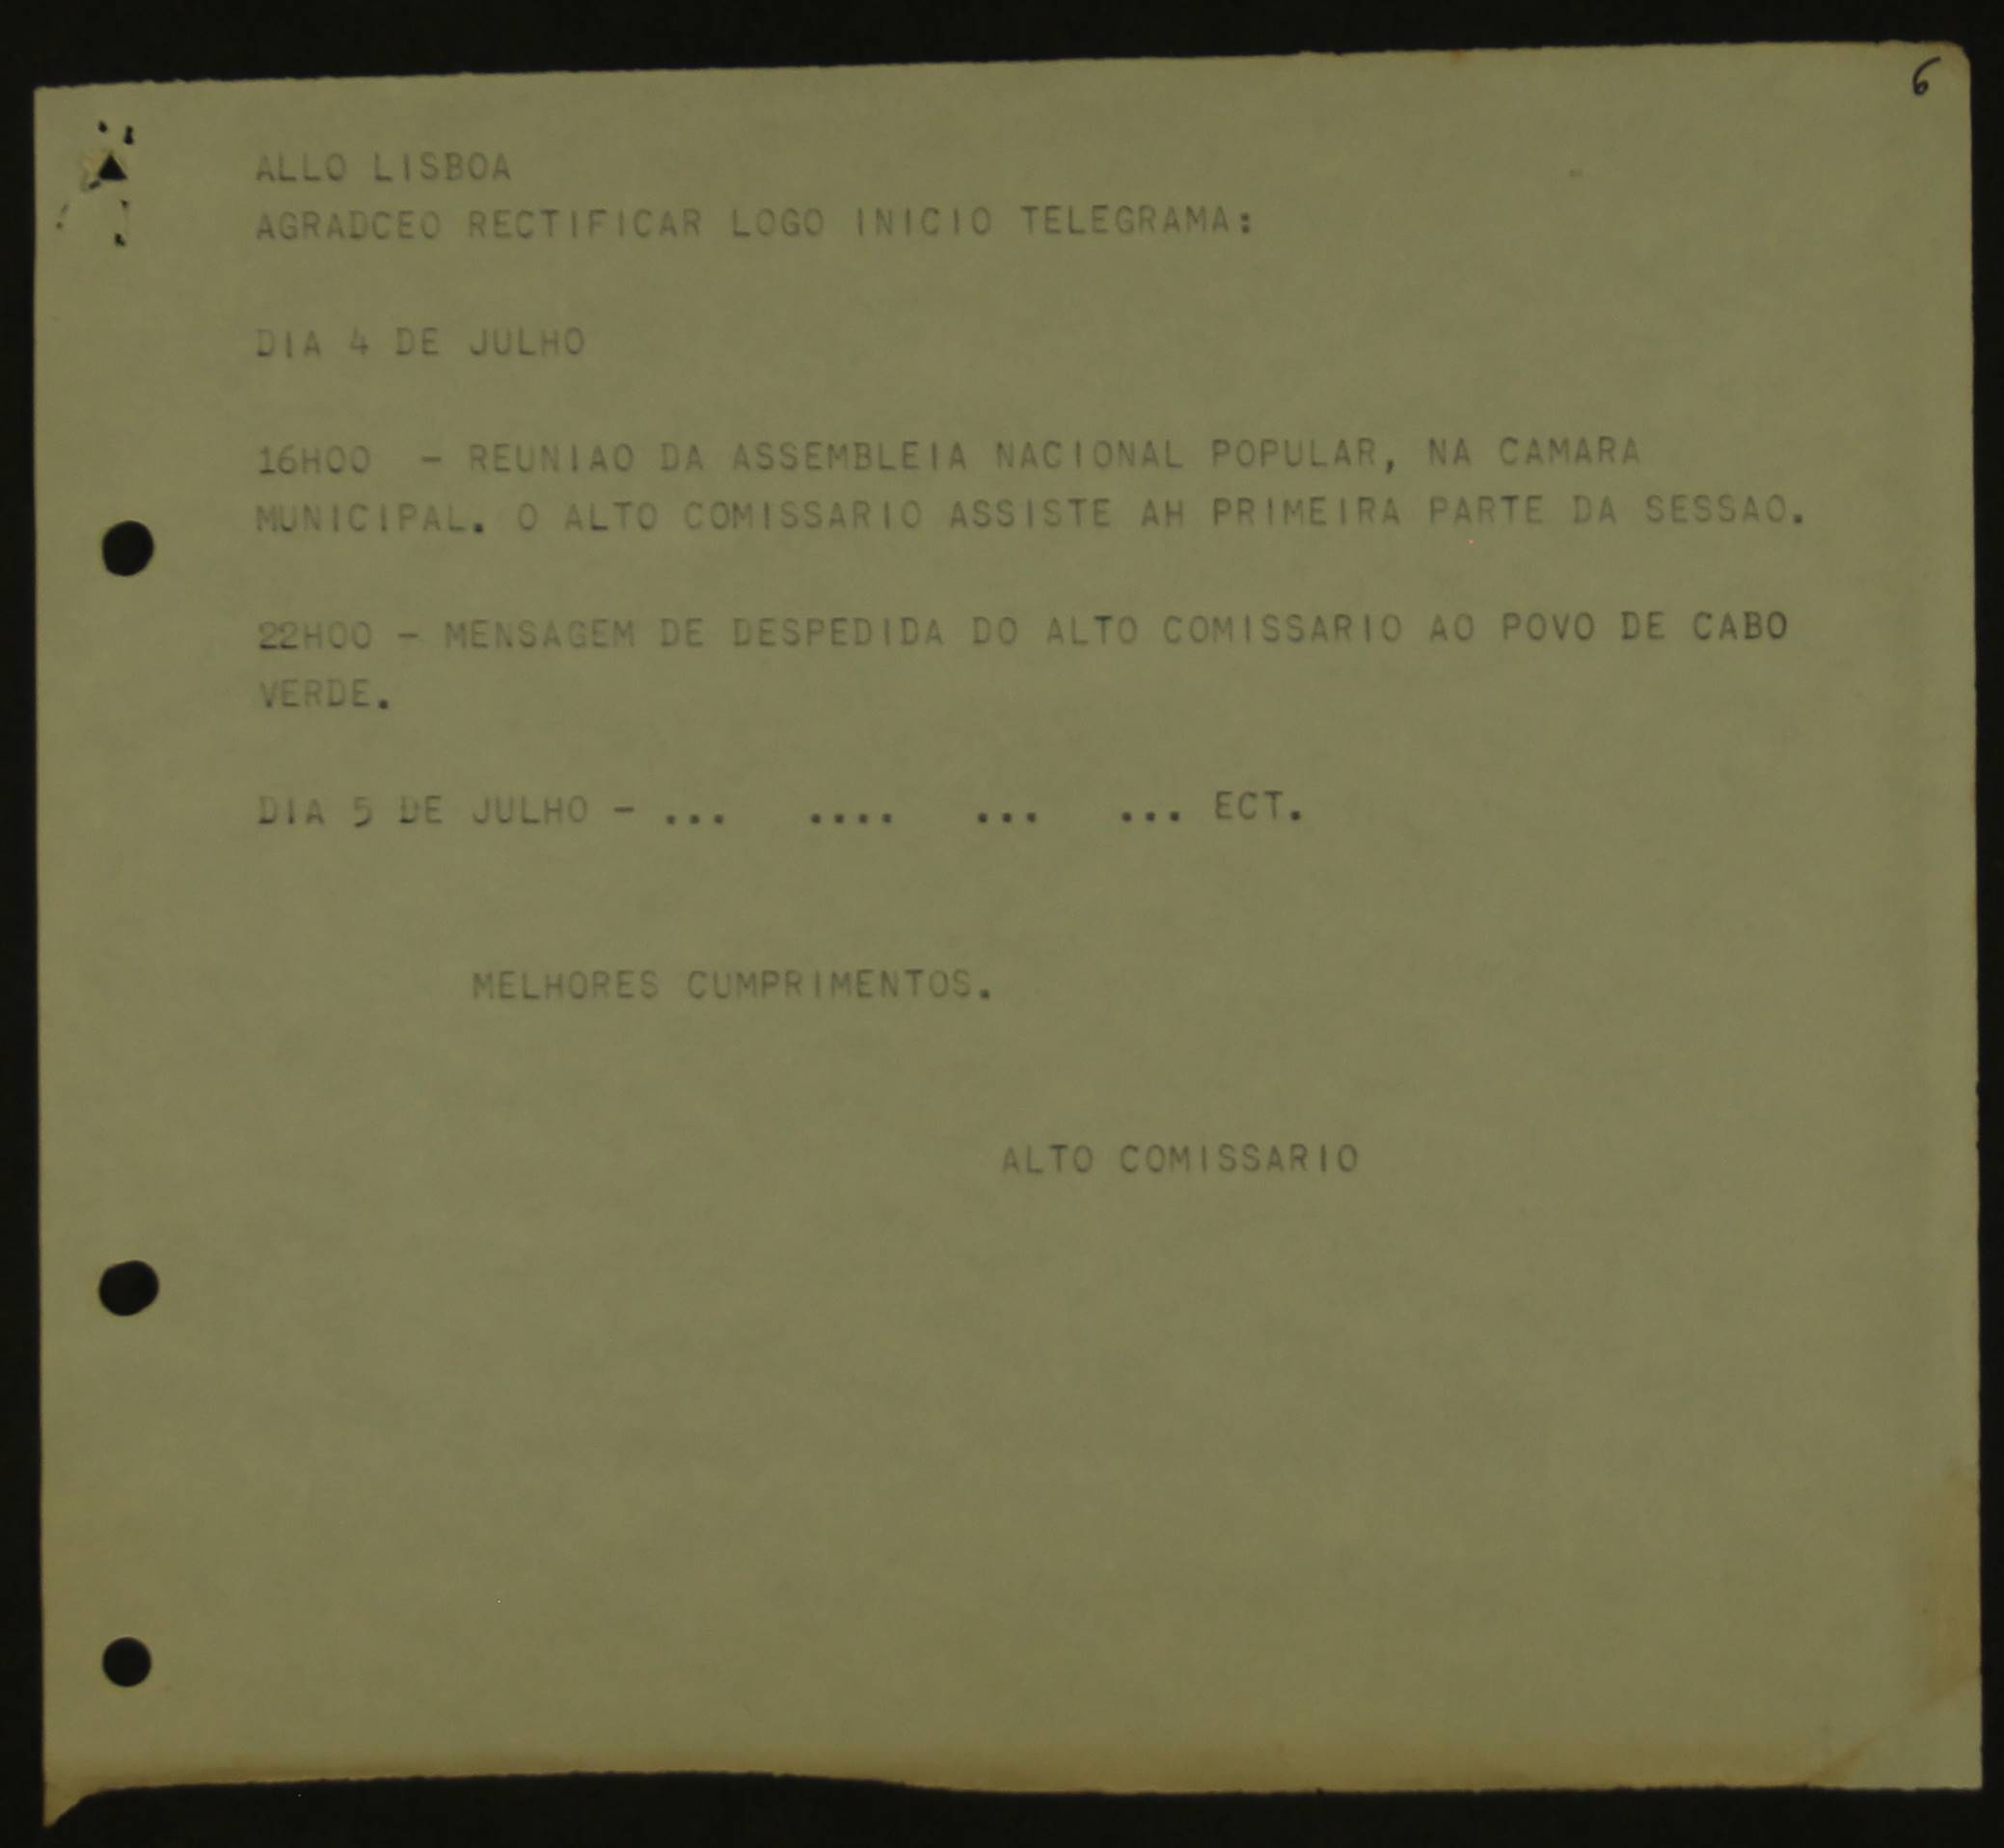 6
ALLO LISBOA
AGRADCEO RECTIFICAR LOGO INICIO TELEGRAMA:
DIA 4 DE JULHO
16H00 - REUNIAO DA ASSEMBLEIA NACIONAL POPULAR, NA CAMARA
MUNICIPAL. O ALTO COMISSARIO ASSISTE AH PRIMEIRA PARTE DA SESSAO.
22H00 - MENSAGEM DE DESPEDIDA DO ALTO COMISSARIO AO POVO DE CABO
VERDE.
DIA 5 DE JULHO - ... .... ... ... ECT.
MELHORES CUMPRIMENTOS.
ALTO COMISSARIO